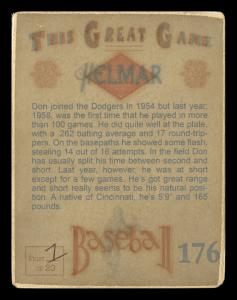 This Great Game
HELMAR
Don joined the Dodgers in 1954 but last year,
1958, was the first time that he played in more
than 100 games. He did quite well at the plate,
with a .262 batting average and 17 round-trip-
pers. On the basepaths he showed some flash,
stealing 14 out of 16 attempts. In the field Don
has usually split his time between second and
short. Last year, however, he was at short
except for a few games. He's got great range
and short really seems to be his natural posi-
tion. A native of Cincinnati, he's 5'9" and 165
pounds.
Baseball
176
1
or 20